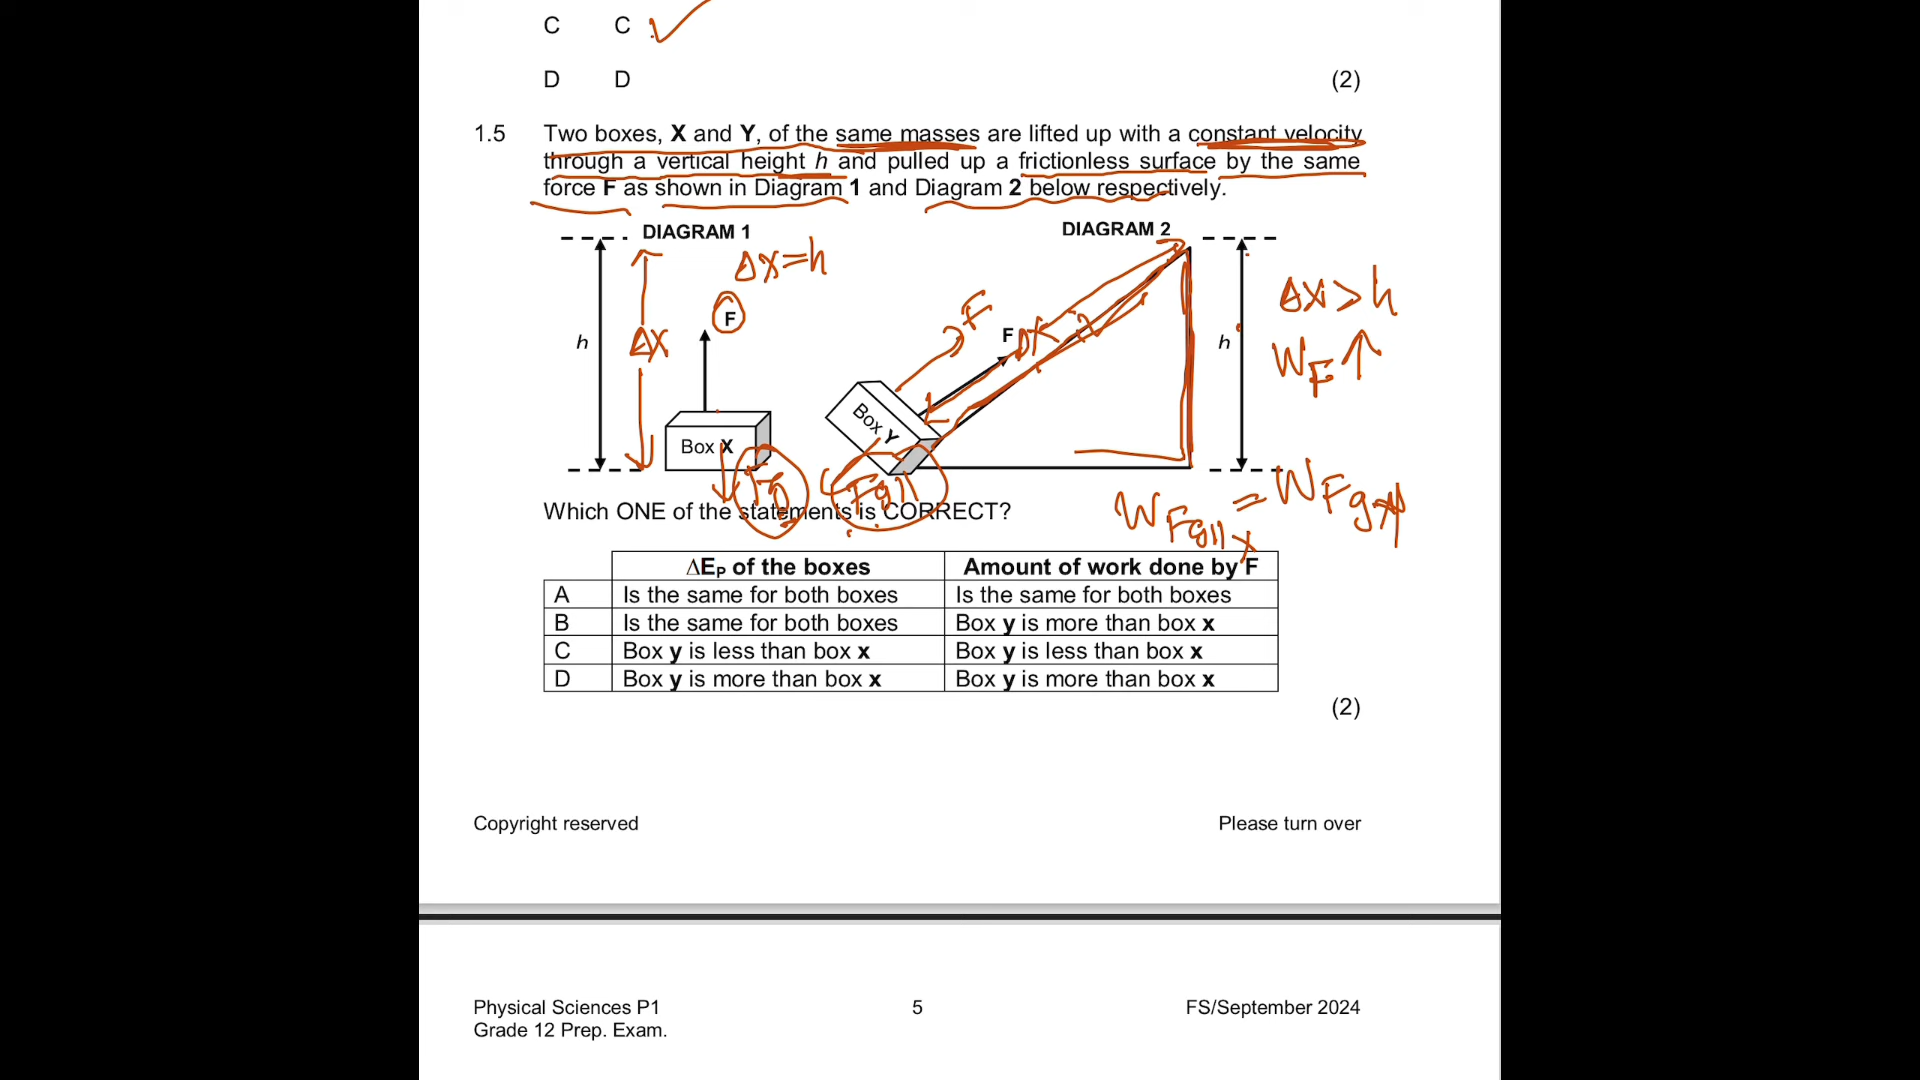 C C
D D (2)
1.5 Two boxes, X and Y, of the same masses are lifted up with a constant velocity
through a vertical height h and pulled up a frictionless surface by the same
force F as shown in Diagram 1 and Diagram 2 below respectively.
DIAGRAM 1 DIAGRAM 2
Δx=h
F
h Δx
Box X
F
F Δx
Box Y
h
Δx > h
WF↑
Fg
Fg||
WFg|| = WFg
Which ONE of the statements is CORRECT?
ΔEP of the boxes Amount of work done by F
A Is the same for both boxes Is the same for both boxes
B Is the same for both boxes Box y is more than box x
C Box y is less than box x Box y is less than box x
D Box y is more than box x Box y is more than box x
(2)
Copyright reserved Please turn over
Physical Sciences P1 5 FS/September 2024
Grade 12 Prep. Exam.